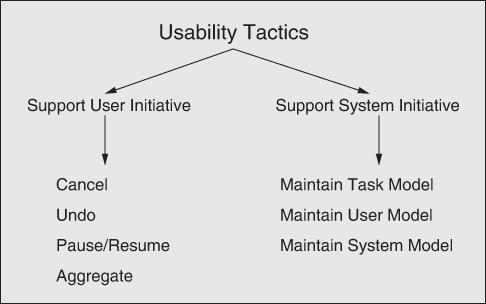 Usability Tactics
Support User Initiative
Support System Initiative
Cancel
Undo
Pause/Resume
Aggregate
Maintain Task Model
Maintain User Model
Maintain System Model